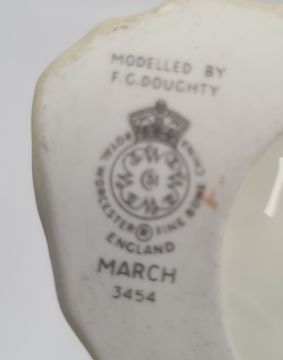 MODELLED BY
F.G. DOUGHTY
ROYAL WORCESTER ® FINE BONE CHINA
ENGLAND
MARCH
3454